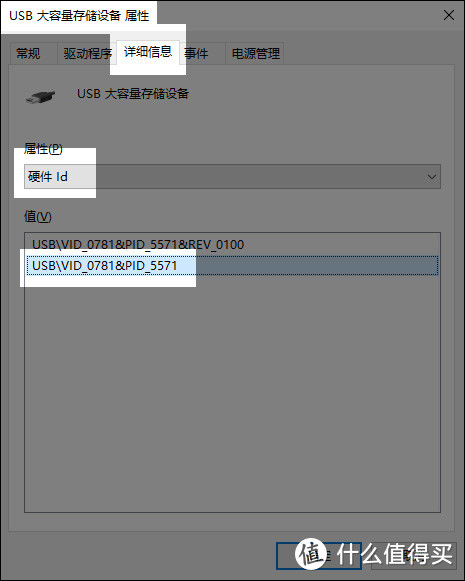 USB 大容量存储设备 属性
常规 驱动程序 详细信息 事件 电源管理
USB 大容量存储设备
属性(P)
硬件 Id
值(V)
USB\VID_0781&PID_5571&REV_0100
USB\VID_0781&PID_5571
值 什么值得买